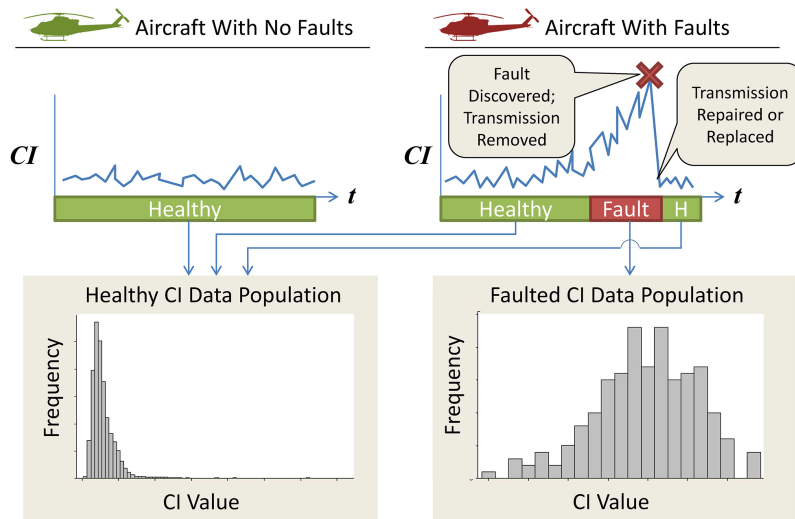 Aircraft With No Faults
Aircraft With Faults
Fault
Discovered;
Transmission
Removed
Transmission
Repaired or
Replaced
CI
t
Healthy
CI
t
Healthy
Fault
H
Healthy CI Data Population
Frequency
CI Value
Faulted CI Data Population
Frequency
CI Value